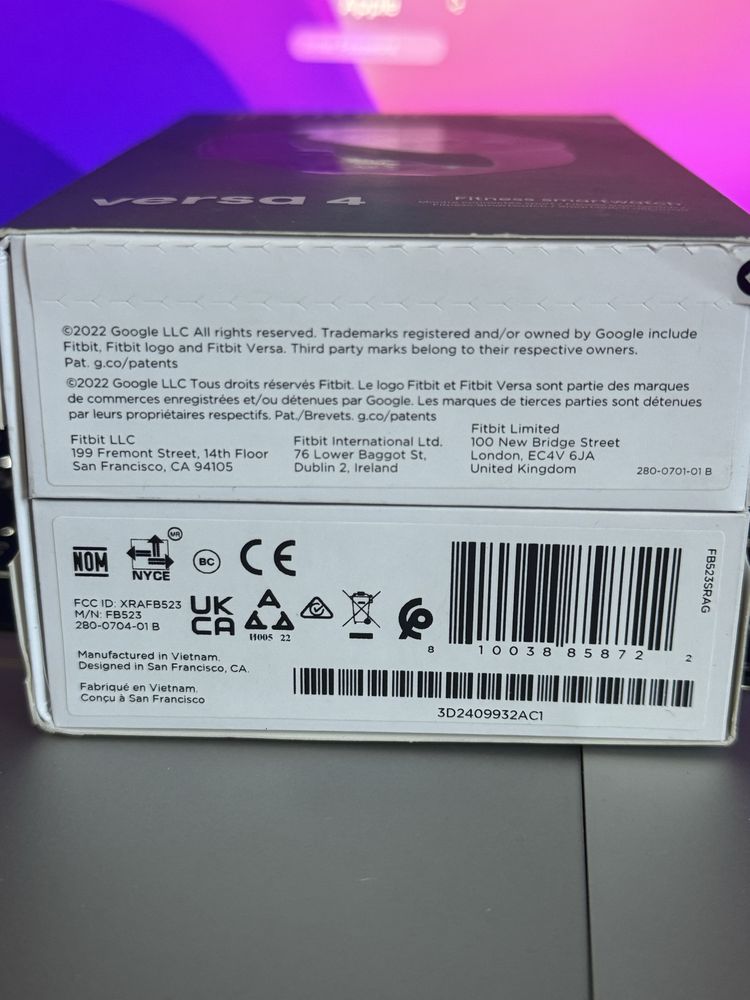 Apple
versa 4
Fitness smartwatch
©2022 Google LLC All rights reserved. Trademarks registered and/or owned by Google include
Fitbit, Fitbit logo and Fitbit Versa. Third party marks belong to their respective owners.
Pat. g.co/patents
©2022 Google LLC Tous droits réservés Fitbit. Le logo Fitbit et Fitbit Versa sont partie des marques
de commerces enregistrées et/ou détenues par Google. Les marques de tierces parties sont détenues
par leurs propriétaires respectifs. Pat./Brevets. g.co/patents
Fitbit LLC
199 Fremont Street, 14th Floor
San Francisco, CA 94105
Fitbit International Ltd.
76 Lower Baggot St,
Dublin 2, Ireland
Fitbit Limited
100 New Bridge Street
London, EC4V 6JA
United Kingdom
280-0701-01 B
NOM
NYCE
MR
BC
CE
FCC ID: XRAFB523
M/N: FB523
280-0704-01 B
UK
CA
H005 22
Manufactured in Vietnam.
Designed in San Francisco, CA.
Fabriqué en Vietnam.
Conçu à San Francisco
8 10038 85872 2
FB523SRAG
3D2409932AC1